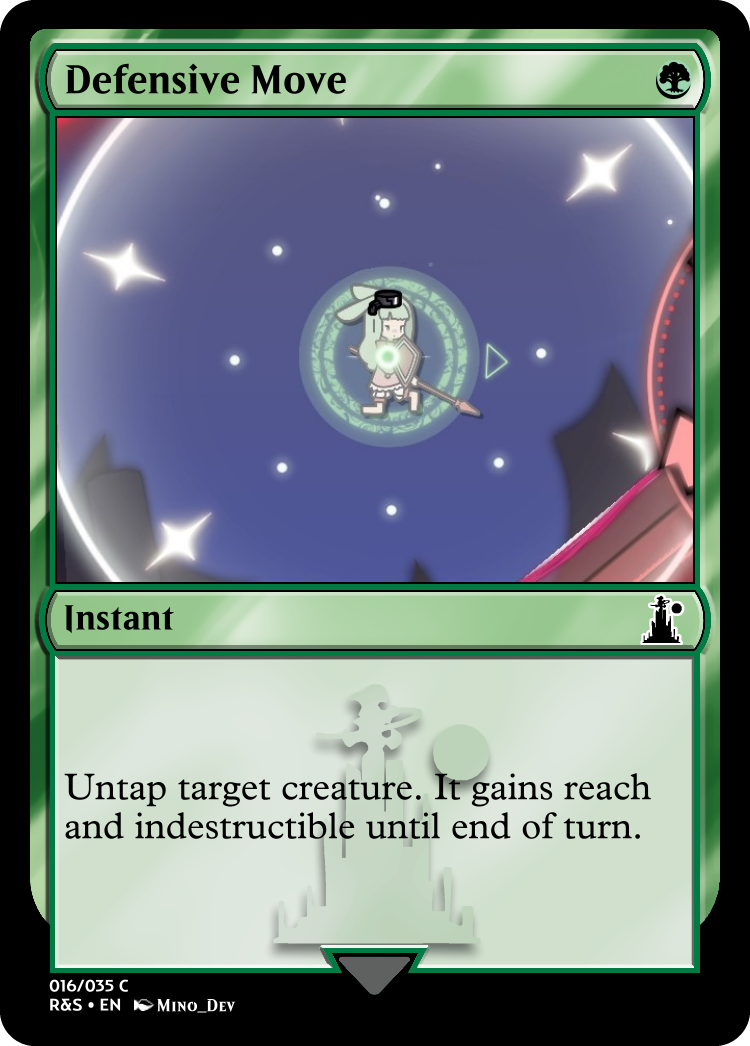 Defensive Move
Instant
Untap target creature. It gains reach
and indestructible until end of turn.
016/035 C
R&S • EN Mino_Dev